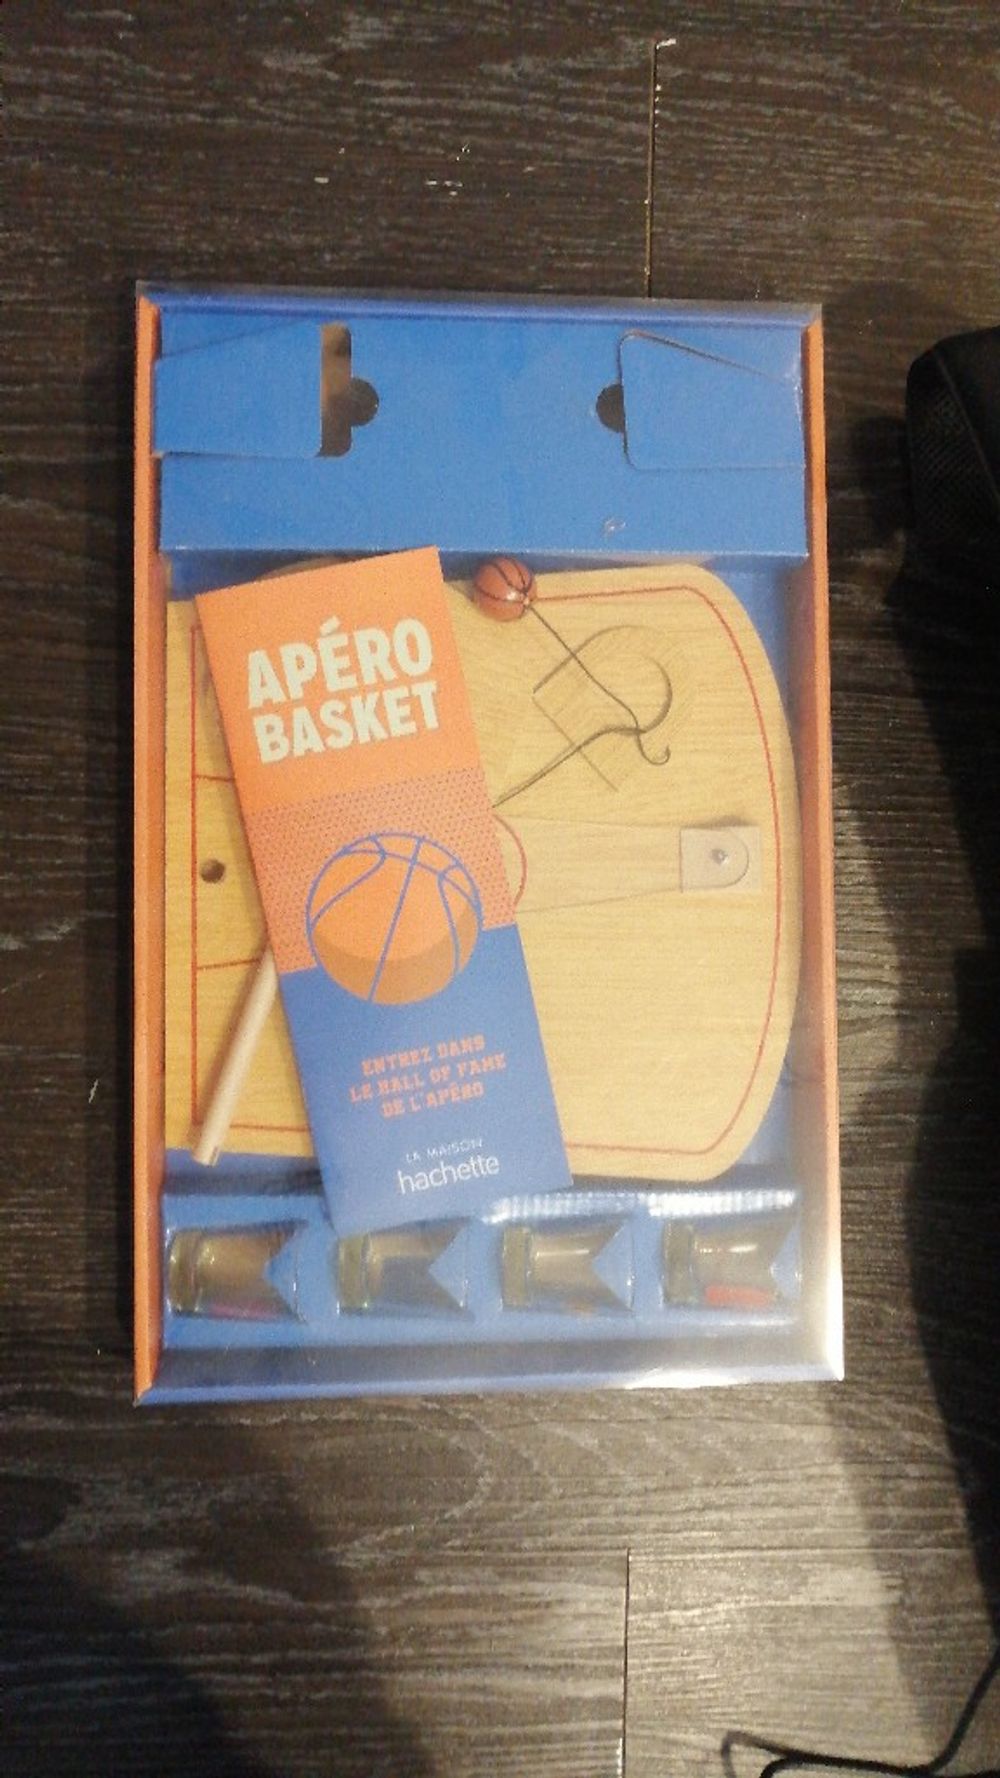 APÉRO
BASKET
ENTREZ DANS
LE HALL OF FAME
DE L'APÉRO
LA MAISON
hachette